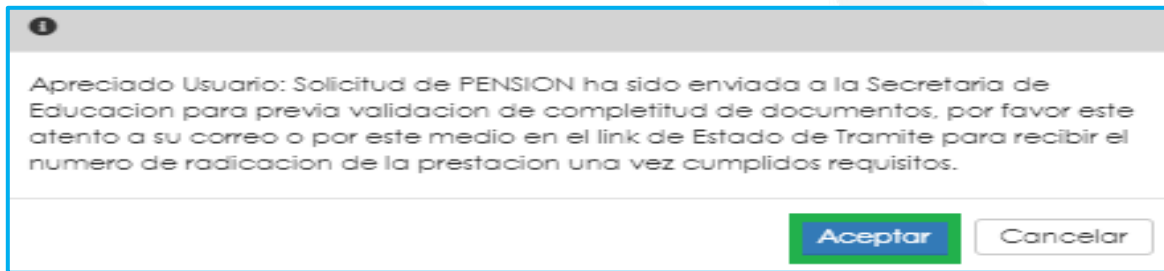 Apreciado Usuario: Solicitud de PENSION ha sido enviada a la Secretaria de
Educacion para previa validacion de completitud de documentos, por favor este
atento a su correo o por este medio en el link de Estado de Tramite para recibir el
numero de radicacion de la prestacion una vez cumplidos requisitos.
Aceptar Cancelar